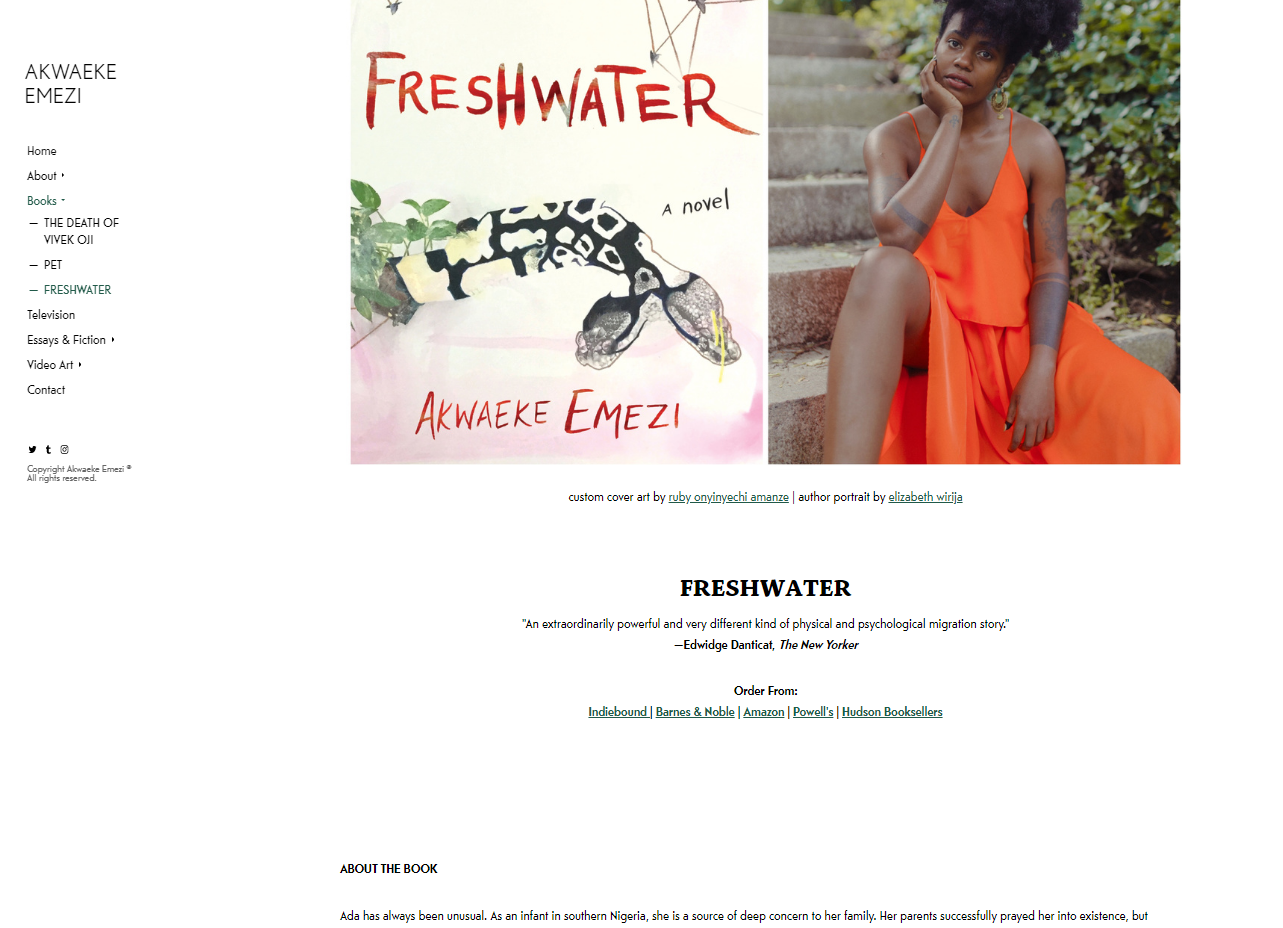 AKWAEKE
EMEZI
Home
About
Books
— THE DEATH OF
VIVEK OJI
— PET
— FRESHWATER
Television
Essays & Fiction
Video Art
Contact
Copyright Akwaeke Emezi ®
All rights reserved.
FRESHWATER
A novel
AKWAEKE EMEZI
custom cover art by ruby onyinyechi amanze | author portrait by elizabeth wirija
FRESHWATER
"An extraordinarily powerful and very different kind of physical and psychological migration story."
—Edwidge Danticat, The New Yorker
Order From:
Indiebound | Barnes & Noble | Amazon | Powell's | Hudson Booksellers
ABOUT THE BOOK
Ada has always been unusual. As an infant in southern Nigeria, she is a source of deep concern to her family. Her parents successfully prayed her into existence, but